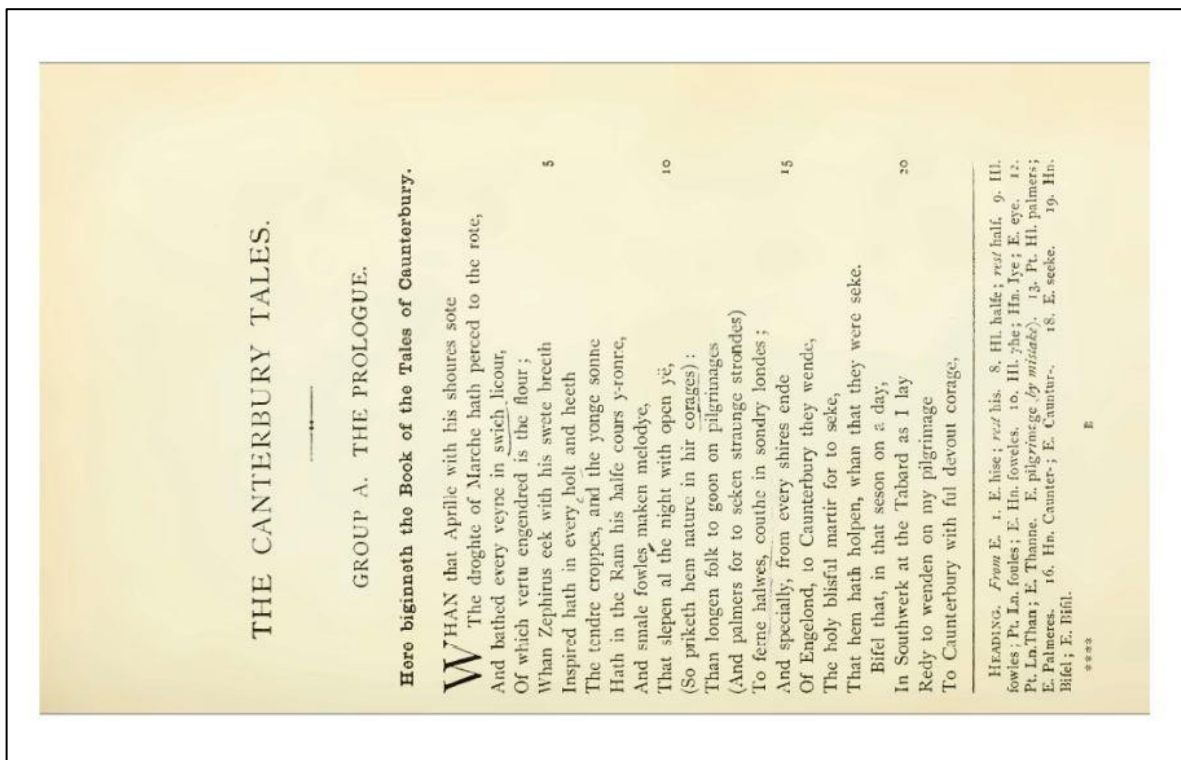 THE CANTERBURY TALES.
GROUP A. THE PROLOGUE.
Here biginneth the Book of the Tales of Caunterbury.
WHAN that Aprille with his shoures sote
The droghte of Marche hath perced to the rote,
And bathed every veyne in swich licour,
Of which vertu engendred is the flour;
Whan Zephirus eek with his swete breeth 5
Inspired hath in every holt and heeth
The tendre croppes, and the yonge sonne
Hath in the Ram his halfe cours y-ronne,
And smale fowles maken melodye,
That slepen al the night with open yë, 10
(So priketh hem nature in hir corages):
Than longen folk to goon on pilgrimages
(And palmers for to seken straunge strondes)
To ferne halwes, couthe in sondry londes;
And specially, from every shires ende 15
Of Engelond, to Caunterbury they wende,
The holy blisful martir for to seke,
That hem hath holpen, whan that they were seke.
Bifel that, in that seson on a day,
In Southwerk at the Tabard as I lay 20
Redy to wenden on my pilgrimage
To Caunterbury with ful devout corage,
HEADING. From E. 1. E. hise; rest his. 8. Hl. halfe; rest half. 9. Hl.
fowles; Pt. Ln. foules; E. Hn. foweles. 10. Hl. yhe; Hn. Iye; E. eye. 12.
Pt. Ln. Than; E. Thanne. E. pilgrimage (by mistake). 13. Pt. Hl. palmers;
E. Palmeres. 16. Hn. Caunter-; E. Cauntur-. 18. E. seeke. 19. Hn.
Bifel; E. Bifil.
**** B